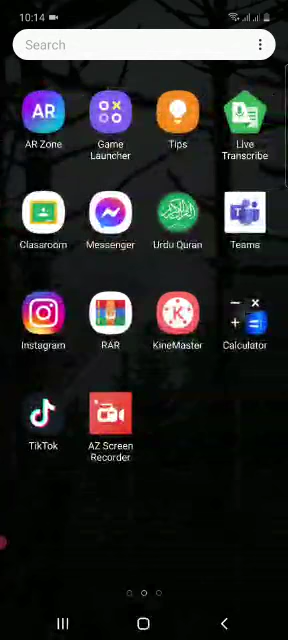 10:14
Search
AR
AR Zone
Game
Launcher
Tips
Live
Transcribe
Classroom
Messenger
Urdu Quran
Teams
Instagram
RAR
K
KineMaster
Calculator
TikTok
AZ Screen
Recorder